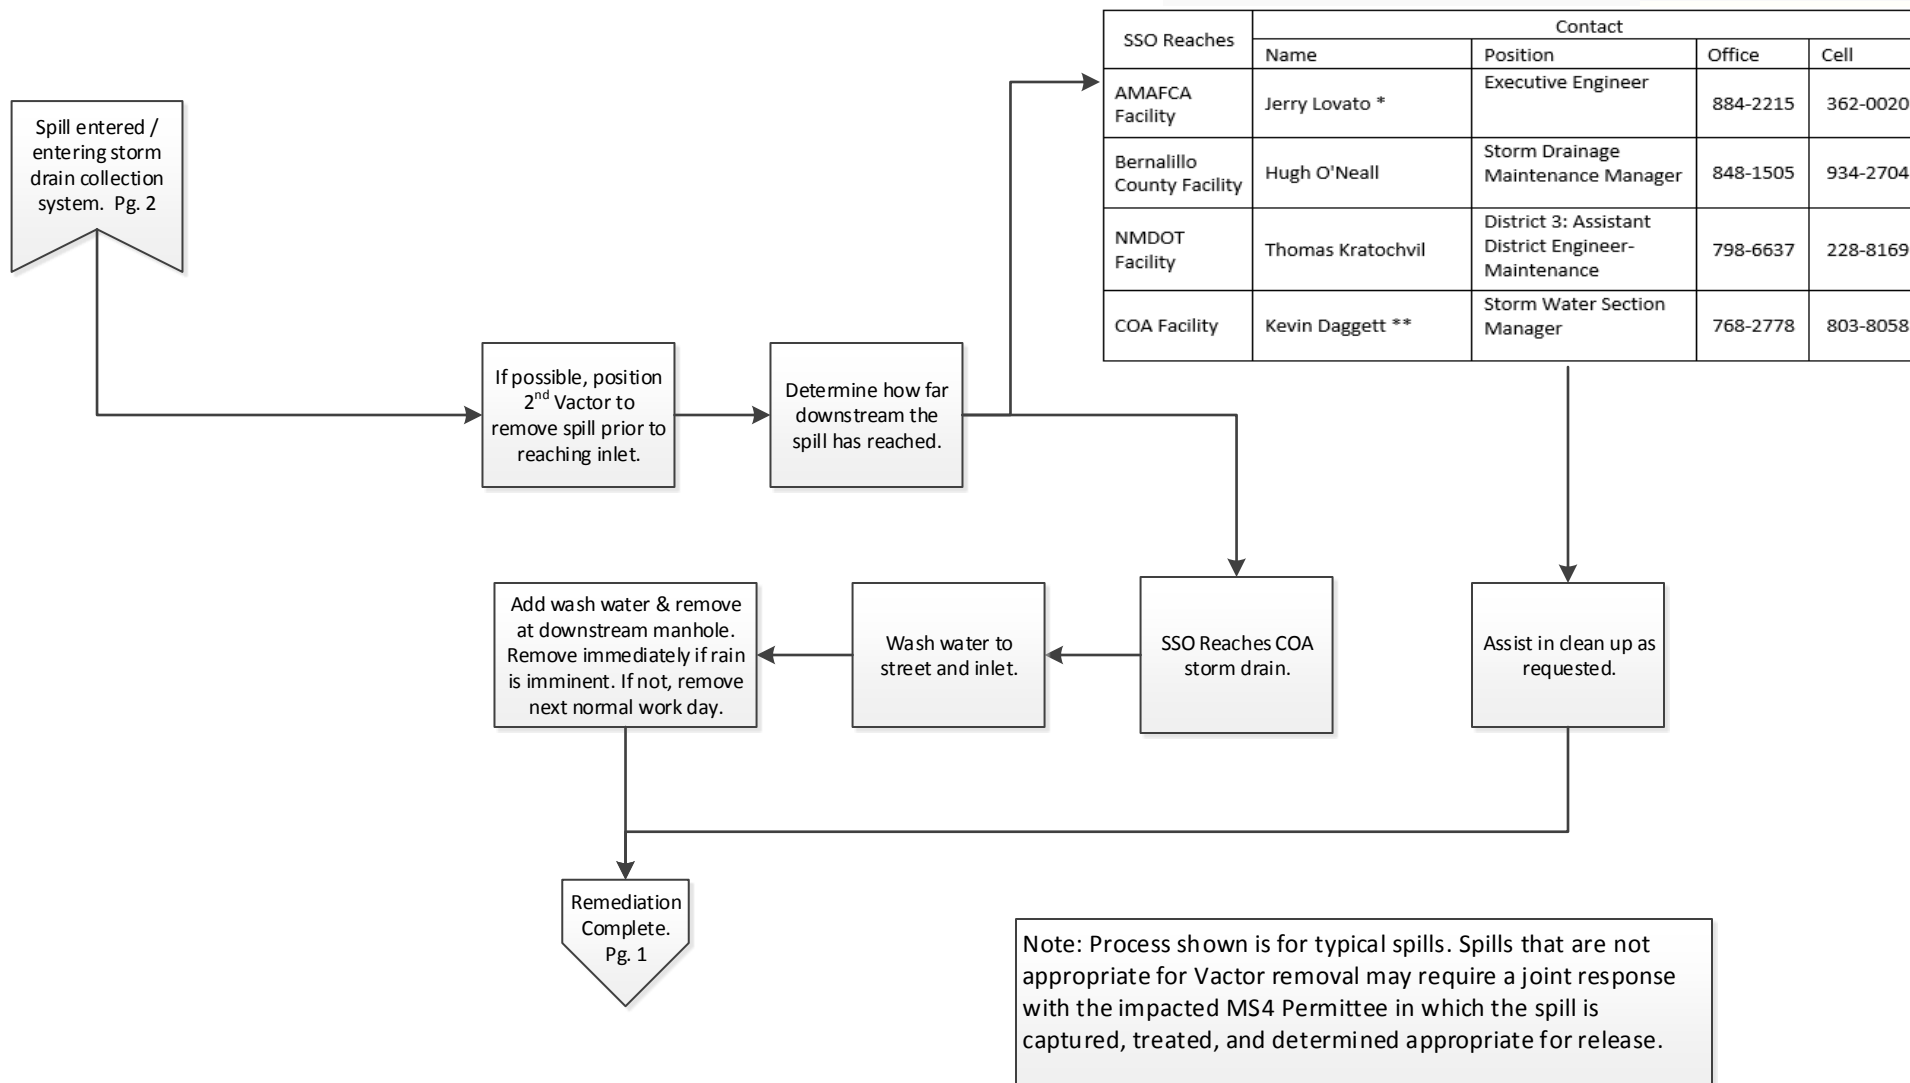 Spill entered /
entering storm
drain collection
system.  Pg. 2
SSO Reaches
Contact
Name
Position
Office
Cell
AMAFCA
Facility
Jerry Lovato *
Executive Engineer
884-2215
362-0020
Bernalillo
County Facility
Hugh O'Neall
Storm Drainage
Maintenance Manager
848-1505
934-2704
NMDOT
Facility
Thomas Kratochvil
District 3: Assistant
District Engineer-
Maintenance
798-6637
228-8169
COA Facility
Kevin Daggett **
Storm Water Section
Manager
768-2778
803-8058
If possible, position
2nd Vactor to
remove spill prior to
reaching inlet.
Determine how far
downstream the
spill has reached.
Add wash water & remove
at downstream manhole.
Remove immediately if rain
is imminent. If not, remove
next normal work day.
Wash water to
street and inlet.
SSO Reaches COA
storm drain.
Assist in clean up as
requested.
Remediation
Complete.
Pg. 1
Note: Process shown is for typical spills. Spills that are not
appropriate for Vactor removal may require a joint response
with the impacted MS4 Permittee in which the spill is
captured, treated, and determined appropriate for release.